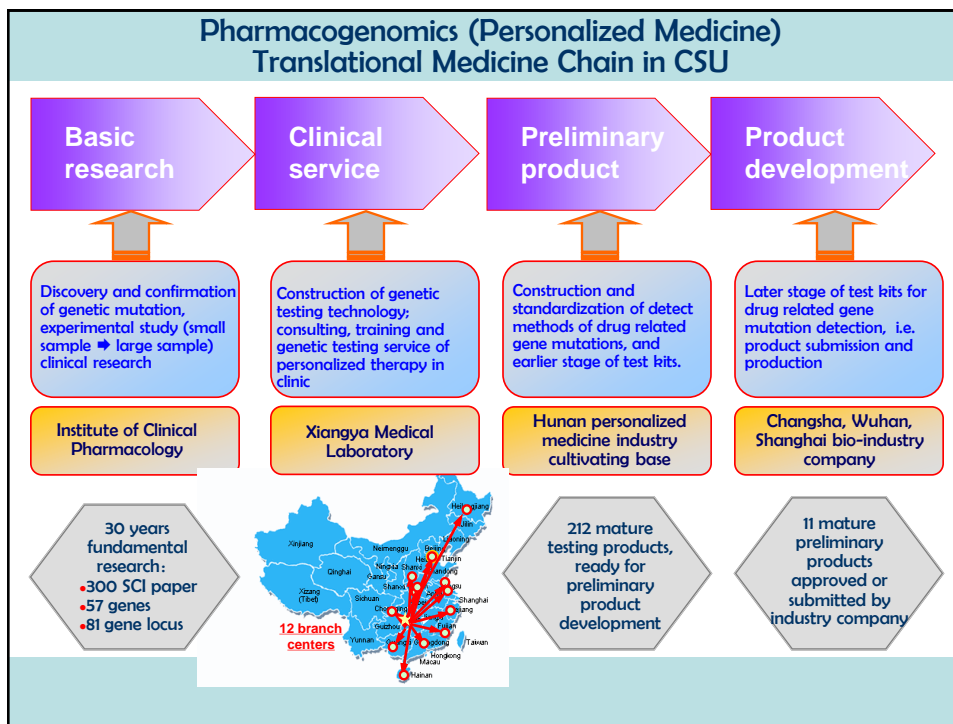 Pharmacogenomics (Personalized Medicine)
Translational Medicine Chain in CSU
Basic
research
Clinical
service
Preliminary
product
Product
development
Discovery and confirmation
of genetic mutation,
experimental study (small
sample ➡ large sample)
clinical research
Construction of genetic
testing technology;
consulting, training and
genetic testing service of
personalized therapy in
clinic
Construction and
standardization of detect
methods of drug related
gene mutations, and
earlier stage of test kits.
Later stage of test kits for
drug related gene
mutation detection, i.e.
product submission and
production
Institute of Clinical
Pharmacology
Xiangya Medical
Laboratory
Hunan personalized
medicine industry
cultivating base
Changsha, Wuhan,
Shanghai bio-industry
company
30 years
fundamental
research:
•300 SCI paper
•57 genes
•81 gene locus
Xinjiang
Neimenggu
Jilin
Liaoning
Tianjin
Ningxia
Gansu
Qinghai
Xizang
(Tibet)
Sichuan
Shanghai
Guizhou
Yunnan
Fujian
Taiwan
Hongkong
Macau
Hainan
12 branch
centers
212 mature
testing products,
ready for
preliminary
product
development
11 mature
preliminary
products
approved or
submitted by
industry company